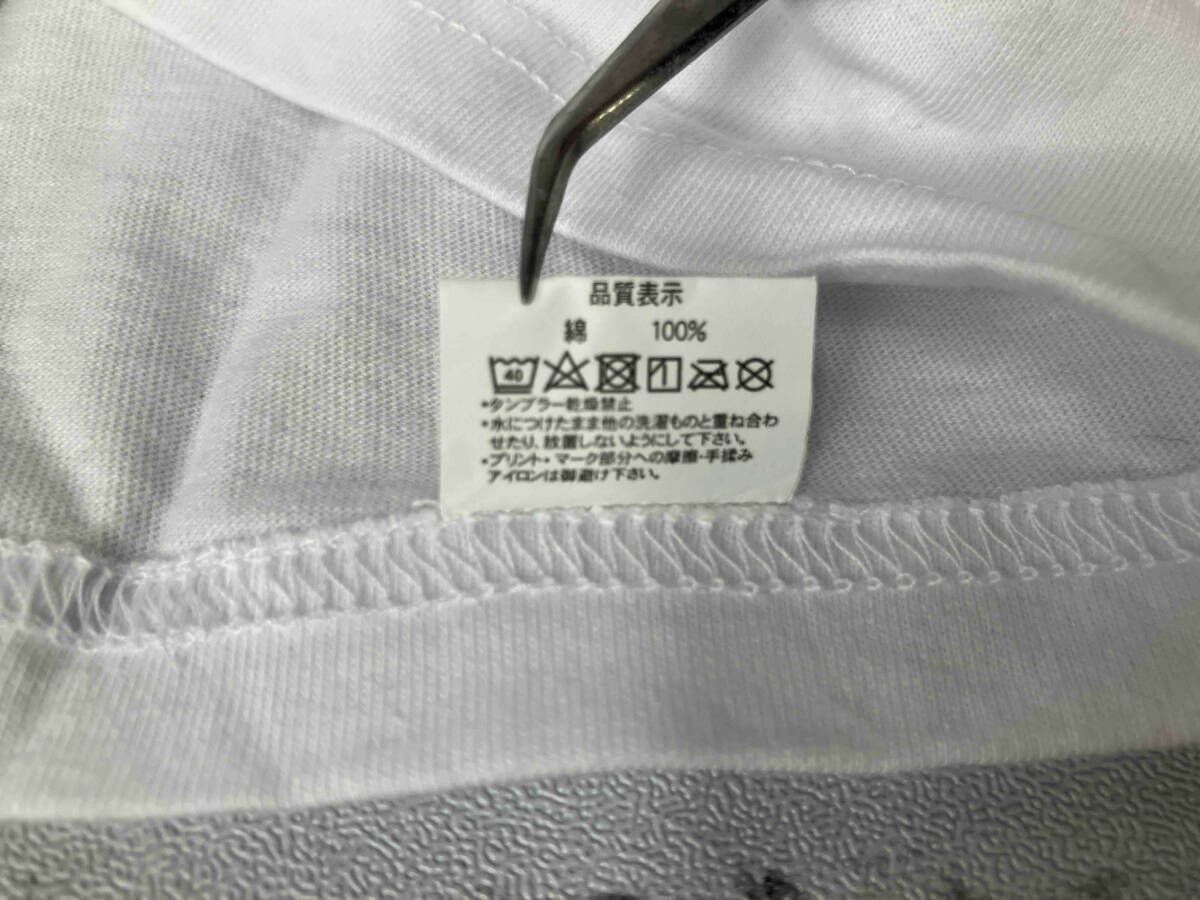 品質表示
綿 100%
40
*タンブラー乾燥禁止
*水につけたまま他の洗濯ものと重ね合わ
せたり、放置しないようにして下さい。
*プリント・マーク部分への摩擦・手揉み
アイロンは御避け下さい。